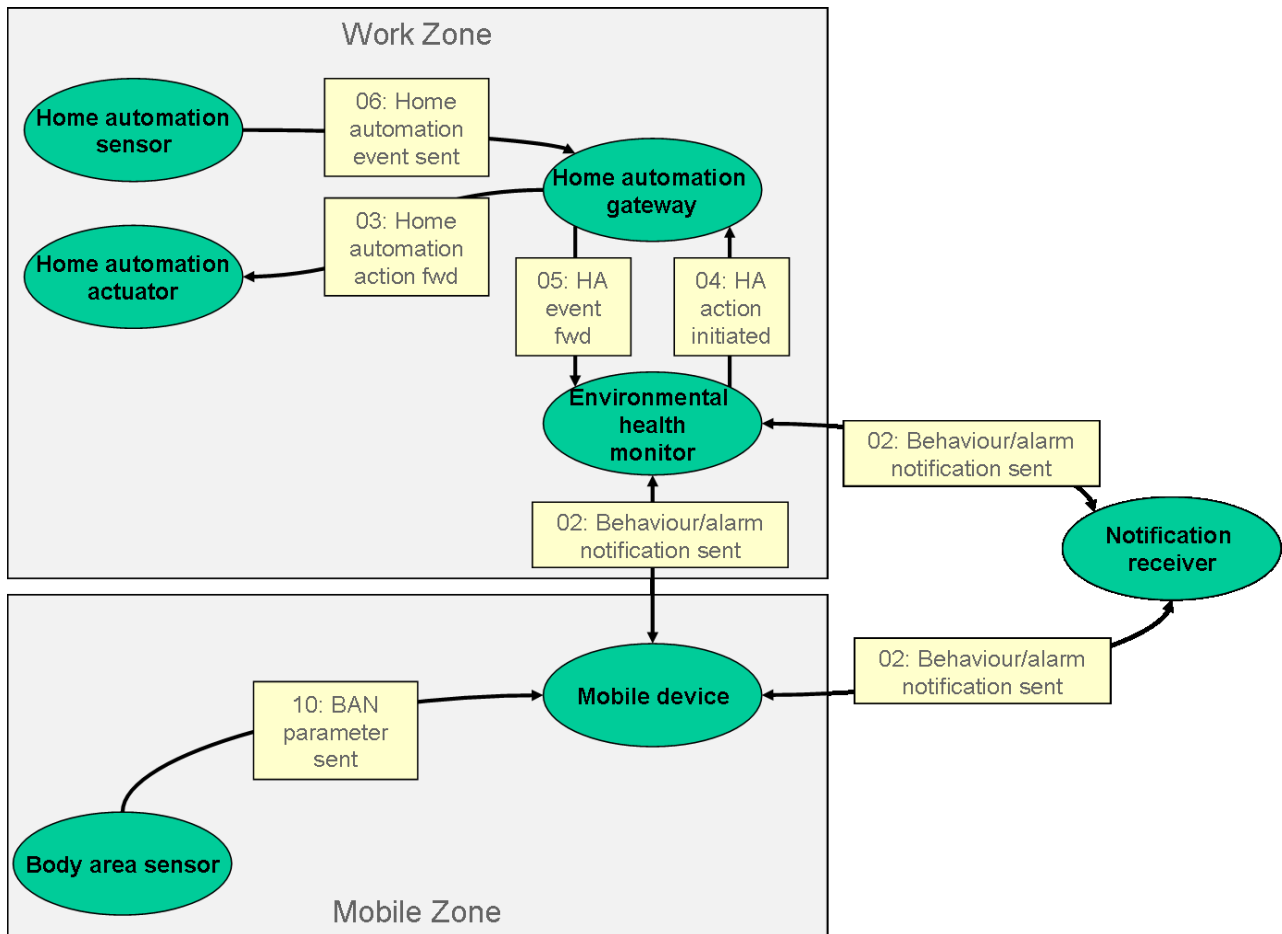 Work Zone
Home automation
sensor
06: Home
automation
event sent
Home automation
gateway
03: Home
automation
action fwd
Home automation
actuator
05: HA
event
fwd
04: HA
action
initiated
Environmental
health
monitor
02: Behaviour/alarm
notification sent
02: Behaviour/alarm
notification sent
Notification
receiver
02: Behaviour/alarm
notification sent
Mobile device
10: BAN
parameter
sent
Body area sensor
Mobile Zone